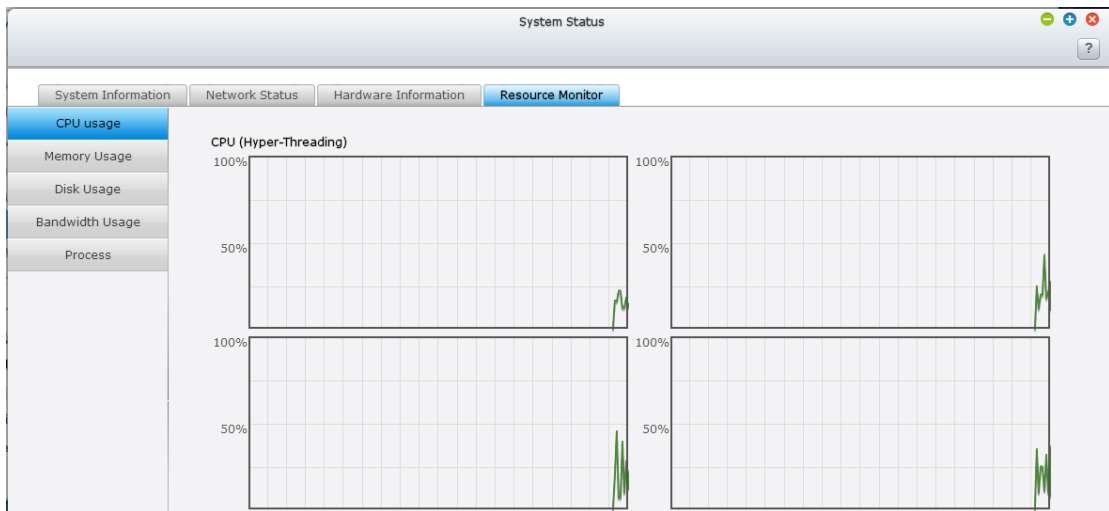 System Status
?
System Information Network Status Hardware Information Resource Monitor
CPU usage
Memory Usage
Disk Usage
Bandwidth Usage
Process
CPU (Hyper-Threading)
100% 100%
50% 50%
100% 100%
50% 50%